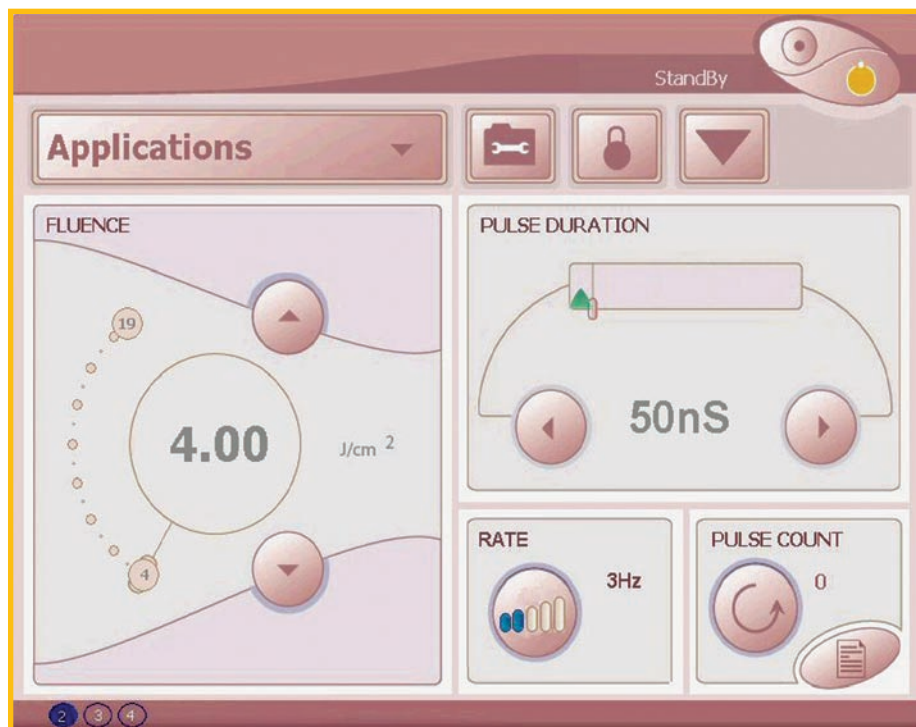 StandBy
Applications
FLUENCE
19
4.00
J/cm 2
4
PULSE DURATION
50nS
RATE
3Hz
PULSE COUNT
0
2 3 4